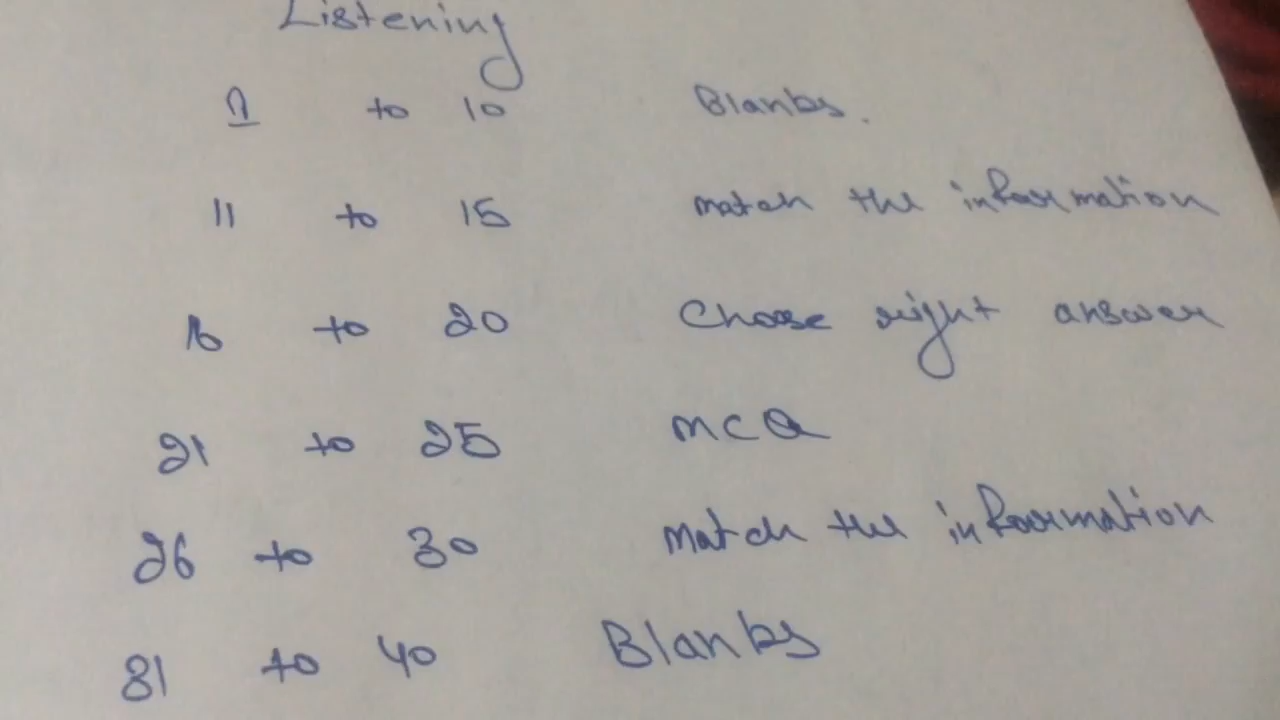 Listening
1 to 10 Blanks.
11 to 15 match the information
16 to 20 Choose right answer
21 to 25 MCQ
26 to 30 Match the information
31 to 40 Blanks